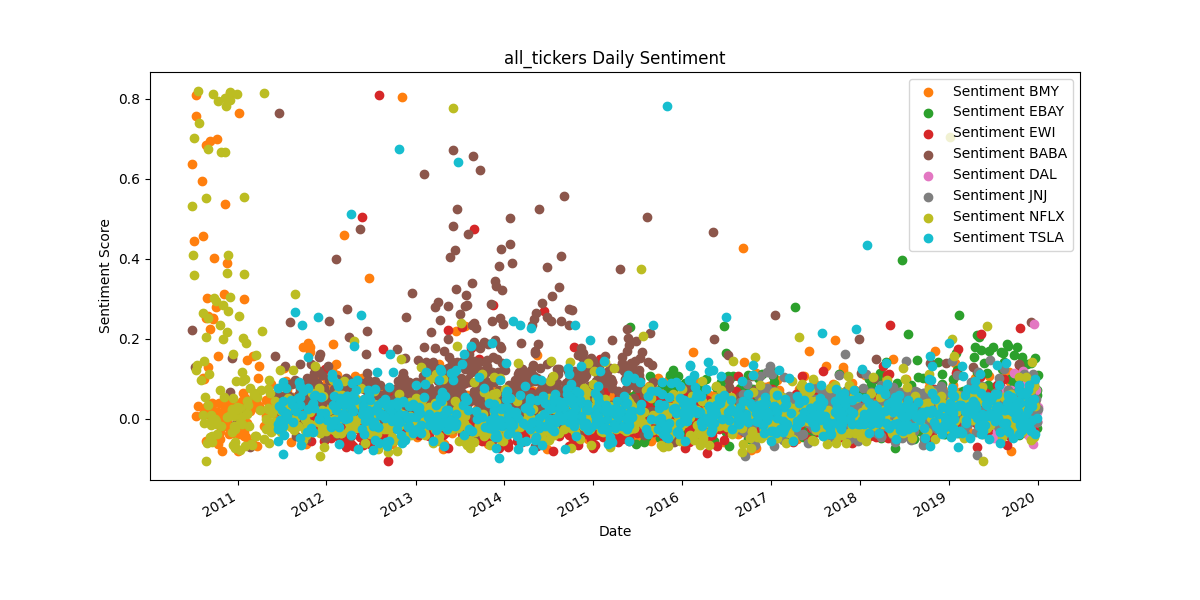 all_tickers Daily Sentiment
Sentiment Score
0.8
0.6
0.4
0.2
0.0
Sentiment BMY
Sentiment EBAY
Sentiment EWI
Sentiment BABA
Sentiment DAL
Sentiment JNJ
Sentiment NFLX
Sentiment TSLA
2011
2012
2013
2014
2015
2016
2017
2018
2019
2020
Date